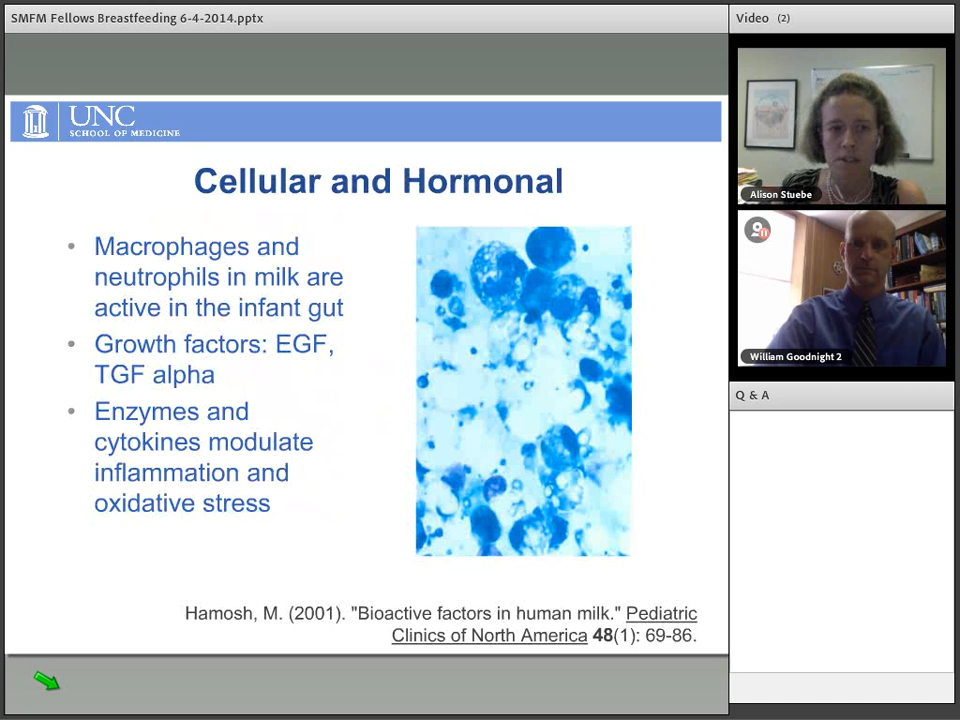 SMFM Fellows Breastfeeding 6-4-2014.pptx
Video (2)
UNC
SCHOOL OF MEDICINE
Cellular and Hormonal
• Macrophages and
neutrophils in milk are
active in the infant gut
• Growth factors: EGF,
TGF alpha
• Enzymes and
cytokines modulate
inflammation and
oxidative stress
Hamosh, M. (2001). "Bioactive factors in human milk." Pediatric
Clinics of North America 48(1): 69-86.
Alison Stuebe
William Goodnight 2
Q & A